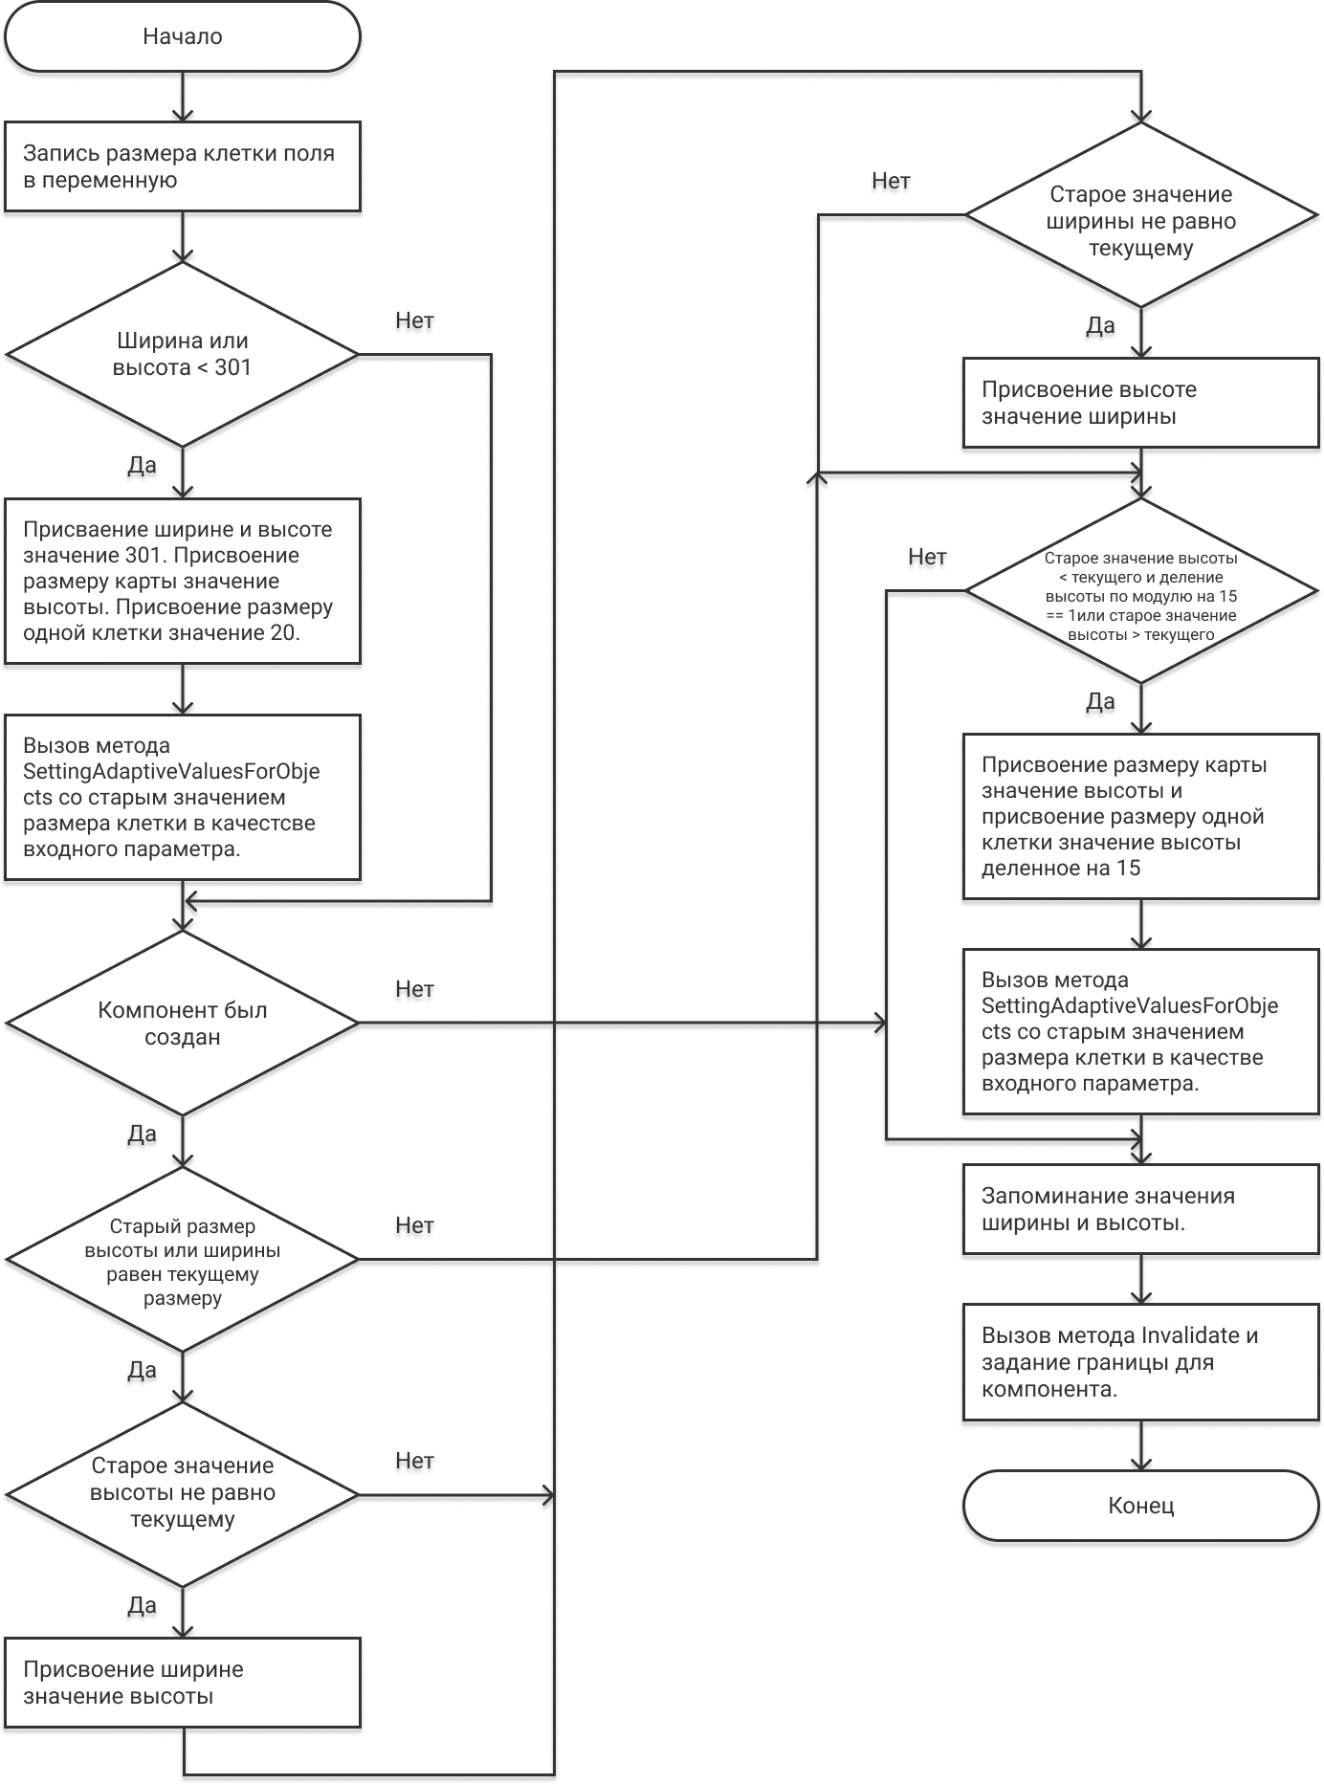 Начало
Запись размера клетки поля
в переменную
Ширина или
высота < 301
Нет
Да
Присваение ширине и высоте
значение 301. Присвоение
размеру карты значение
высоты. Присвоение размеру
одной клетки значение 20.
Вызов метода
SettingAdaptiveValuesForObje
cts со старым значением
размера клетки в качестсве
входного параметра.
Компонент был
создан
Нет
Да
Старый размер
высоты или ширины
равен текущему
размеру
Нет
Да
Старое значение
высоты не равно
текущему
Нет
Да
Присвоение ширине
значение высоты
Нет
Старое значение
ширины не равно
текущему
Да
Присвоение высоте
значение ширины
Нет
Старое значение высоты
< текущего и деление
высоты по модулю на 15
== 1или старое значение
высоты > текущего
Да
Присвоение размеру карты
значение высоты и
присвоение размеру одной
клетки значение высоты
деленное на 15
Вызов метода
SettingAdaptiveValuesForObje
cts со старым значением
размера клетки в качестве
входного параметра.
Запоминание значения
ширины и высоты.
Вызов метода Invalidate и
задание границы для
компонента.
Конец